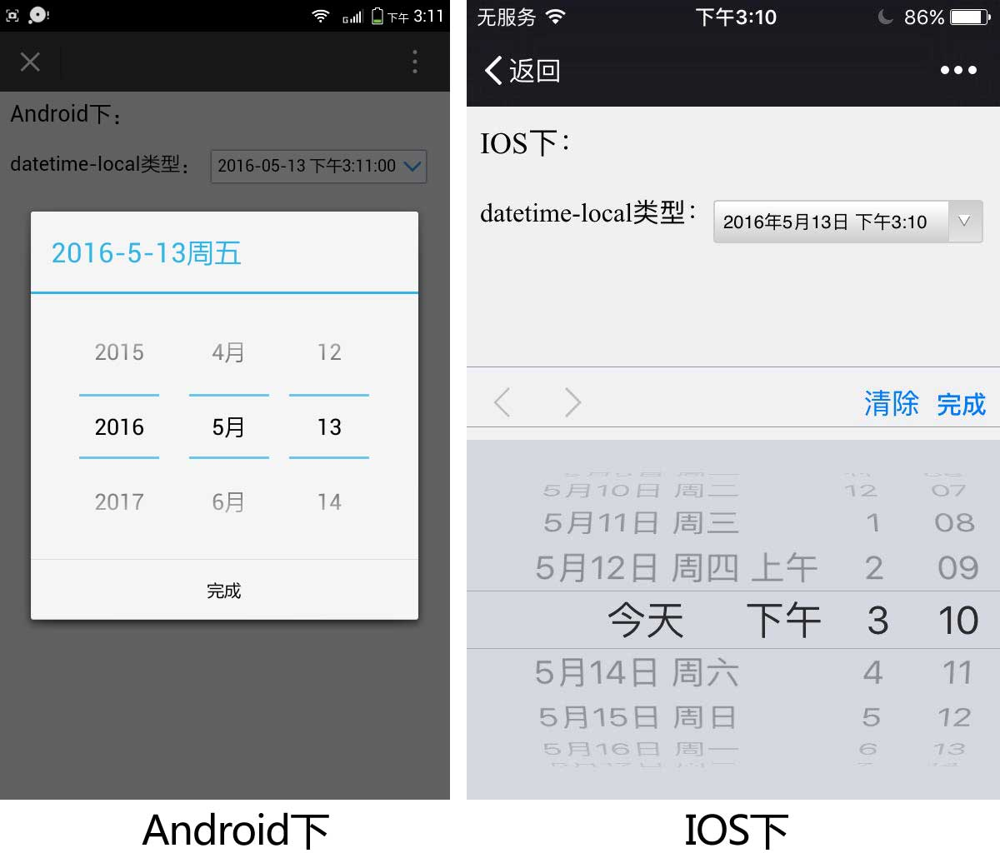 下午 3:11
Android下：
datetime-local类型：
2016-05-13 下午3:11:00
2016-5-13周五
2015 4月 12
2016 5月 13
2017 6月 14
完成
Android下
无服务 下午3:10 86%
返回
IOS下：
datetime-local类型：
2016年5月13日 下午3:10
清除 完成
5月10日 周二 12 07
5月11日 周三 1 08
5月12日 周四 上午 2 09
今天 下午 3 10
5月14日 周六 4 11
5月15日 周日 5 12
5月16日 周一 6 13
IOS下